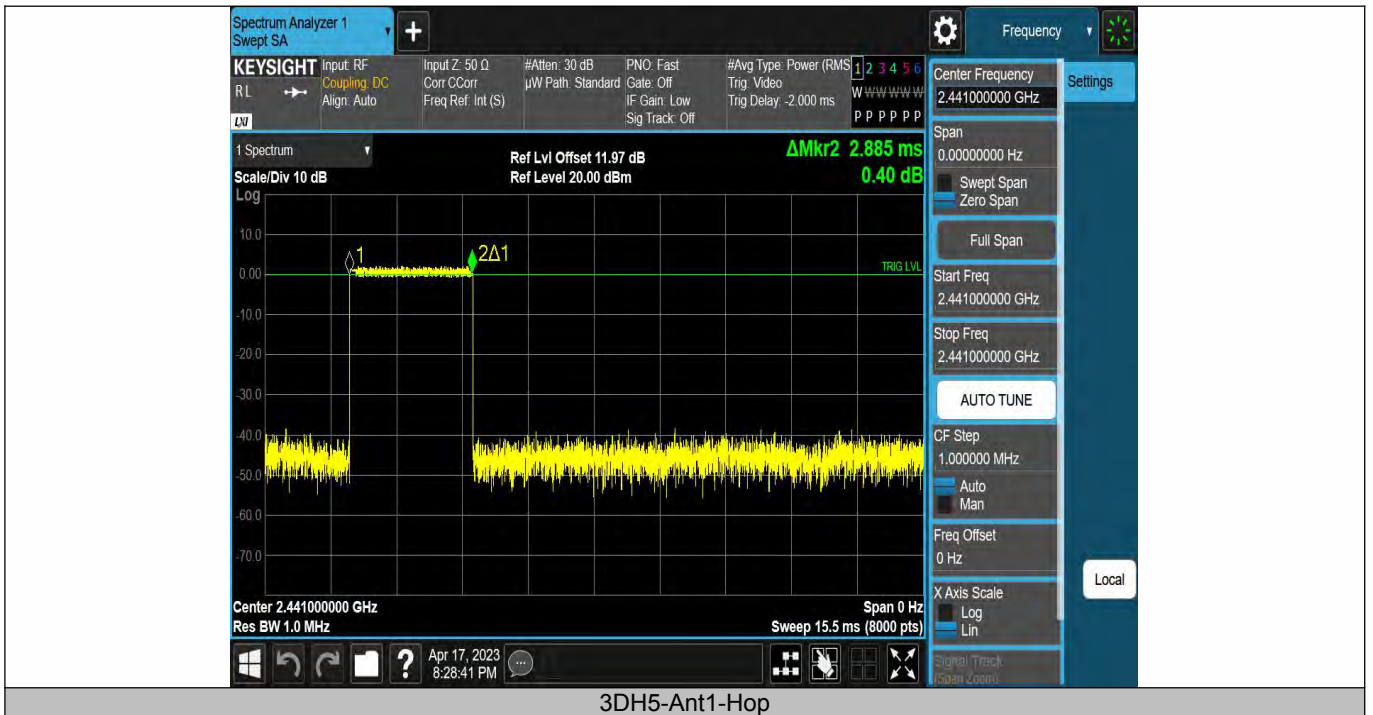 Spectrum Analyzer 1
Swept SA
+
Frequency
KEYSIGHT
RL
LXI
Input: RF
Coupling: DC
Align: Auto
Input Z: 50 Ω
Corr CCorr
Freq Ref: Int (S)
#Atten: 30 dB
µW Path: Standard
PNO: Fast
Gate: Off
IF Gain: Low
Sig Track: Off
#Avg Type: Power (RMS
Trig: Video
Trig Delay: -2.000 ms
1 2 3 4 5 6
W W W W W W
P P P P P P
1 Spectrum
Scale/Div 10 dB
Log
Ref Lvl Offset 11.97 dB
Ref Level 20.00 dBm
ΔMkr2 2.885 ms
0.40 dB
10.0
0.00
-10.0
-20.0
-30.0
-40.0
-50.0
-60.0
-70.0
1
2Δ1
TRIG LVL
Center 2.441000000 GHz
Res BW 1.0 MHz
Span 0 Hz
Sweep 15.5 ms (8000 pts)
Center Frequency
2.441000000 GHz
Settings
Span
0.00000000 Hz
Swept Span
Zero Span
Full Span
Start Freq
2.441000000 GHz
Stop Freq
2.441000000 GHz
AUTO TUNE
CF Step
1.000000 MHz
Auto
Man
Freq Offset
0 Hz
X Axis Scale
Log
Lin
Local
Signal Track
(Span Zoom)
?
Apr 17, 2023
8:28:41 PM
3DH5-Ant1-Hop